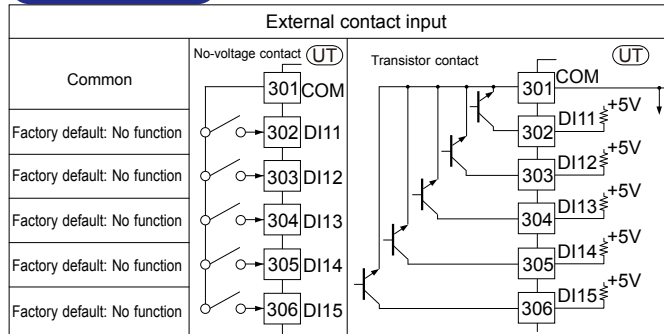 External contact input
No-voltage contact UT
Transistor contact UT
Common
301 COM
301 COM
Factory default: No function
302 DI11
302 DI11 +5V
Factory default: No function
303 DI12
303 DI12 +5V
Factory default: No function
304 DI13
304 DI13 +5V
Factory default: No function
305 DI14
305 DI14 +5V
Factory default: No function
306 DI15
306 DI15 +5V